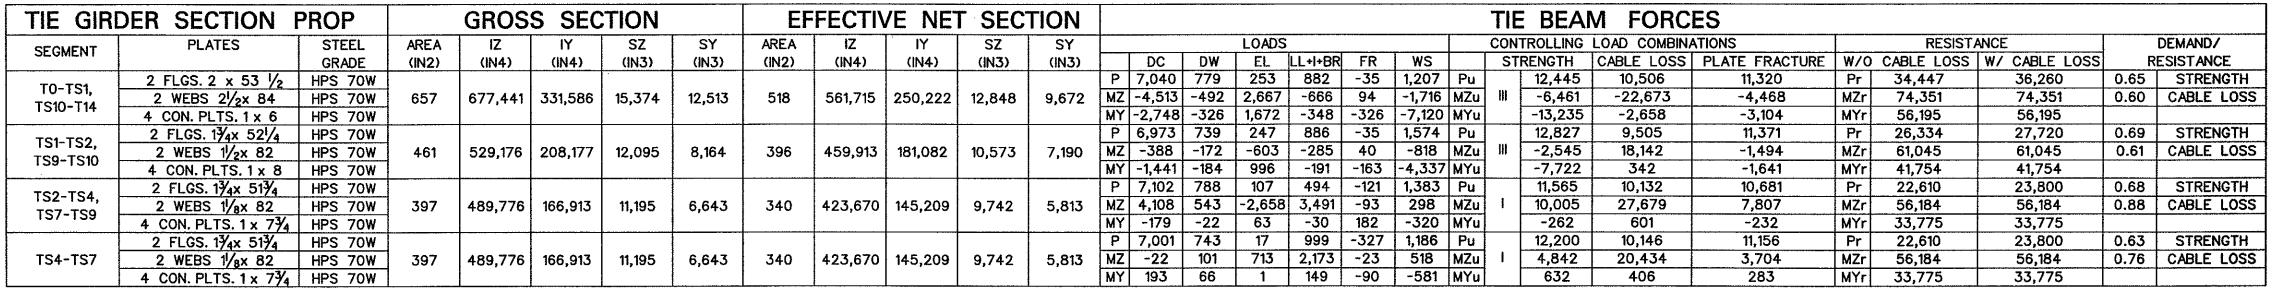 TIE GIRDER SECTION PROP GROSS SECTION EFFECTIVE NET SECTION TIE BEAM FORCES
SEGMENT PLATES STEEL GRADE AREA (IN2) IZ (IN4) IY (IN4) SZ (IN3) SY (IN3) AREA (IN2) IZ (IN4) IY (IN4) SZ (IN3) SY (IN3) LOADS CONTROLLING LOAD COMBINATIONS RESISTANCE DEMAND/ RESISTANCE
DC DW EL LL+I+BR FR WS STRENGTH CABLE LOSS PLATE FRACTURE W/O CABLE LOSS W/ CABLE LOSS
T0-TS1, TS10-T14 2 FLGS. 2 x 53 1/2 HPS 70W 657 677,441 331,586 15,374 12,513 518 561,715 250,222 12,848 9,672 P 7,040 779 253 882 -35 1,207 Pu III 12,445 10,506 11,320 Pr 34,447 36,260 0.65 STRENGTH
2 WEBS 2 1/2x 84 HPS 70W MZ -4,513 -492 2,667 -666 94 -1,716 MZu -6,461 -22,673 -4,468 MZr 74,351 74,351 0.60 CABLE LOSS
4 CON. PLTS. 1 x 6 HPS 70W MY -2,748 -326 1,672 -348 -326 -7,120 MYu -13,235 -2,658 -3,104 MYr 56,195 56,195
TS1-TS2, TS9-TS10 2 FLGS. 1 3/4x 52 1/4 HPS 70W 461 529,176 208,177 12,095 8,164 396 459,913 181,082 10,573 7,190 P 6,973 739 247 886 -35 1,574 Pu III 12,827 9,505 11,371 Pr 26,334 27,720 0.69 STRENGTH
2 WEBS 1 1/2x 82 HPS 70W MZ -388 -172 -603 -285 40 -818 MZu -2,545 18,142 -1,494 MZr 61,045 61,045 0.61 CABLE LOSS
4 CON. PLTS. 1 x 8 HPS 70W MY -1,441 -184 996 -191 -163 -4,337 MYu -7,722 342 -1,641 MYr 41,754 41,754
TS2-TS4, TS7-TS9 2 FLGS. 1 3/4x 51 3/4 HPS 70W 397 489,776 166,913 11,195 6,643 340 423,670 145,209 9,742 5,813 P 7,102 788 107 494 -121 1,383 Pu I 11,565 10,132 10,681 Pr 22,610 23,800 0.68 STRENGTH
2 WEBS 1 1/8x 82 HPS 70W MZ 4,108 543 -2,658 3,491 -93 298 MZu 10,005 27,679 7,807 MZr 56,184 56,184 0.88 CABLE LOSS
4 CON. PLTS. 1 x 7 3/4 HPS 70W MY -179 -22 63 -30 182 -320 MYu -262 601 -232 MYr 33,775 33,775
TS4-TS7 2 FLGS. 1 3/4x 51 3/4 HPS 70W 397 489,776 166,913 11,195 6,643 340 423,670 145,209 9,742 5,813 P 7,001 743 17 999 -327 1,186 Pu I 12,200 10,146 11,156 Pr 22,610 23,800 0.63 STRENGTH
2 WEBS 1 1/8x 82 HPS 70W MZ -22 101 713 2,173 -23 518 MZu 4,842 20,434 3,704 MZr 56,184 56,184 0.76 CABLE LOSS
4 CON. PLTS. 1 x 7 3/4 HPS 70W MY 193 66 1 149 -90 -581 MYu 632 406 283 MYr 33,775 33,775